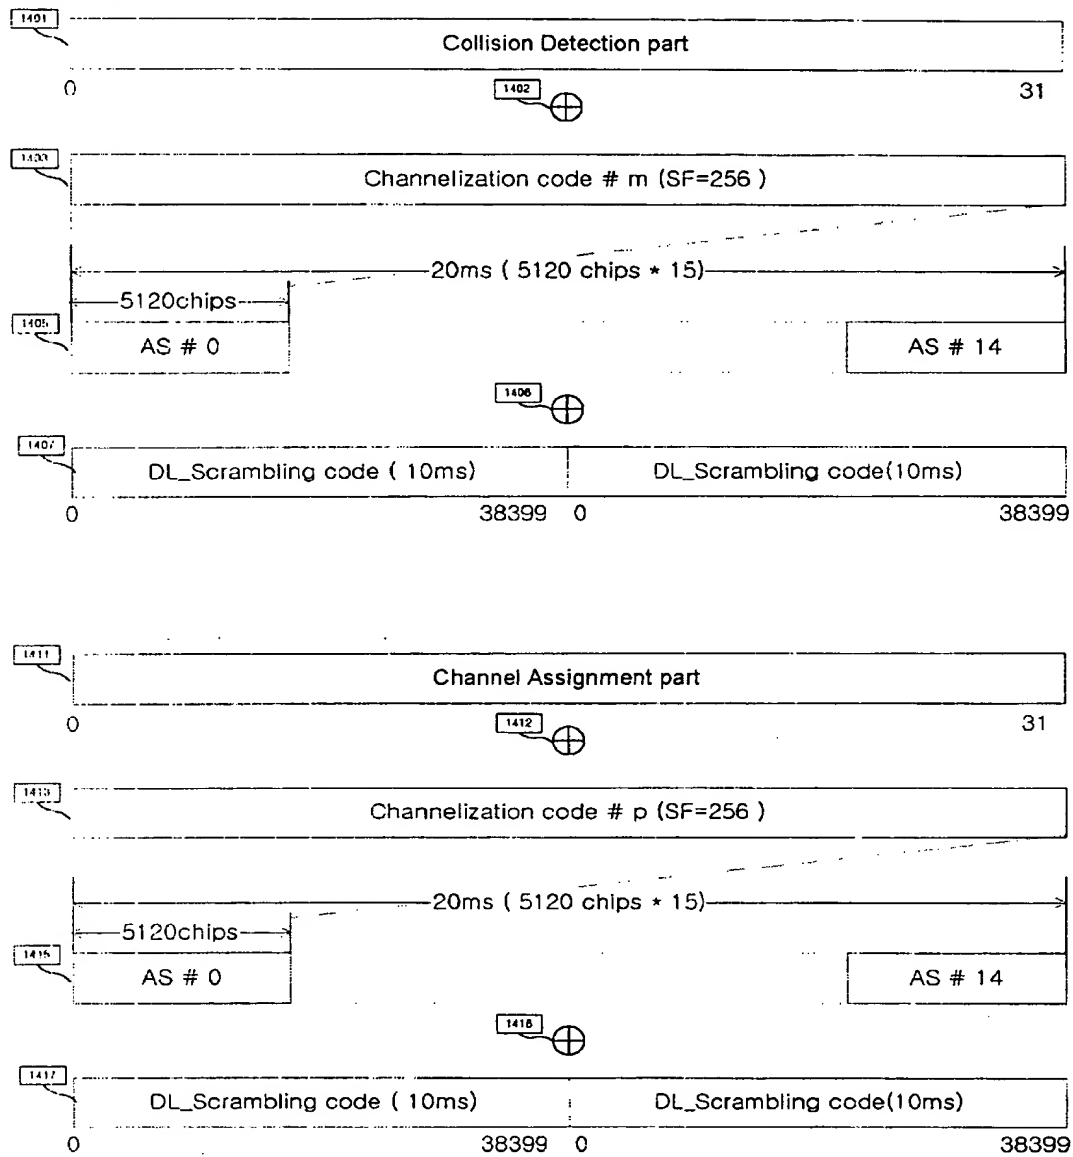 1401
Collision Detection part
0
31
1402
1403
Channelization code # m (SF=256 )
20ms ( 5120 chips * 15)
5120chips
1405
AS # 0
AS # 14
1406
1407
DL_Scrambling code ( 10ms)
DL_Scrambling code(10ms)
0
38399
0
38399
1411
Channel Assignment part
0
31
1412
1413
Channelization code # p (SF=256 )
20ms ( 5120 chips * 15)
5120chips
1415
AS # 0
AS # 14
1416
1417
DL_Scrambling code ( 10ms)
DL_Scrambling code(10ms)
0
38399
0
38399